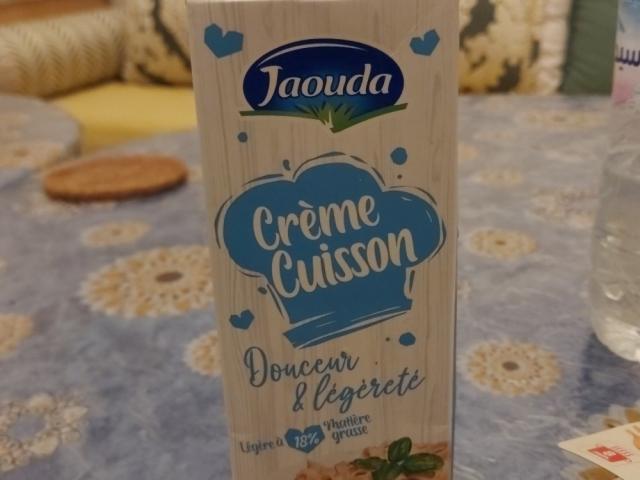 Jaouda
Crème
Cuisson
Douceur
& légèreté
Légère à 18% Matière
grasse